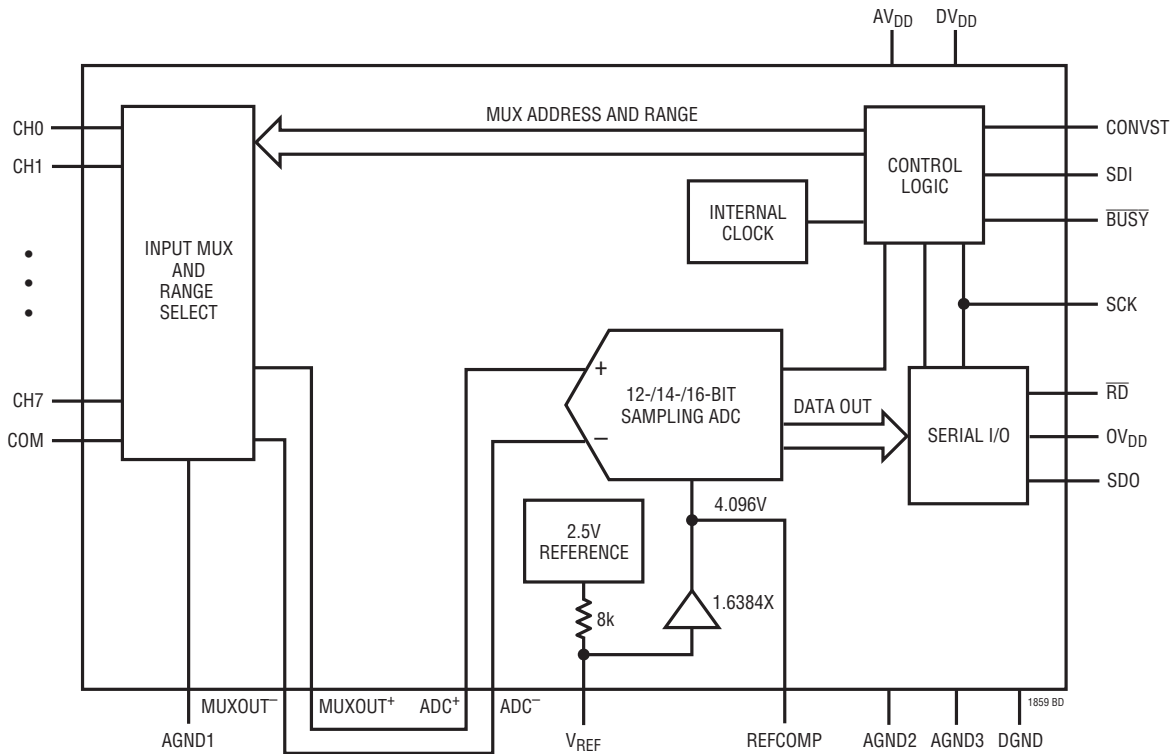 AVDD DVDD
CH0
CH1
CH7
COM
INPUT MUX
AND
RANGE
SELECT
MUX ADDRESS AND RANGE
INTERNAL
CLOCK
CONTROL
LOGIC
CONVST
SDI
BUSY
SCK
+
−
12-/14-/16-BIT
SAMPLING ADC
DATA OUT
SERIAL I/O
RD
OVDD
SDO
4.096V
2.5V
REFERENCE
8k
1.6384X
MUXOUT− MUXOUT+ ADC+ ADC−
1859 BD
AGND1 VREF REFCOMP AGND2 AGND3 DGND